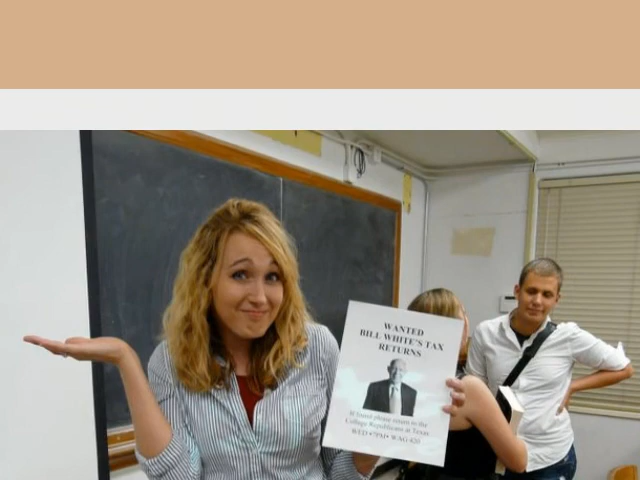 WANTED
BILL WHITE'S TAX
RETURNS
If found please return to the
College Republicans at Texas
WED •7PM• WAG 420